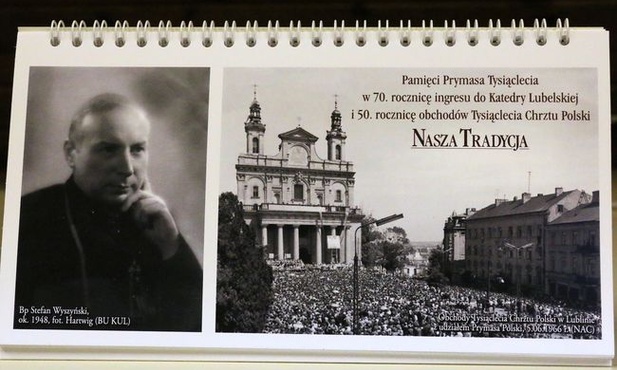 Pamięci Prymasa Tysiąclecia
w 70. rocznicę ingresu do Katedry Lubelskiej
i 50. rocznicę obchodów Tysiąclecia Chrztu Polski
NASZA TRADYCJA
Bp Stefan Wyszyński,
ok. 1948, fot. Hartwig (BU KUL)
Obchody Tysiąclecia Chrztu Polski w Lublinie
z udziałem Prymasa Polski, 5.06.1966 r. (NAC)